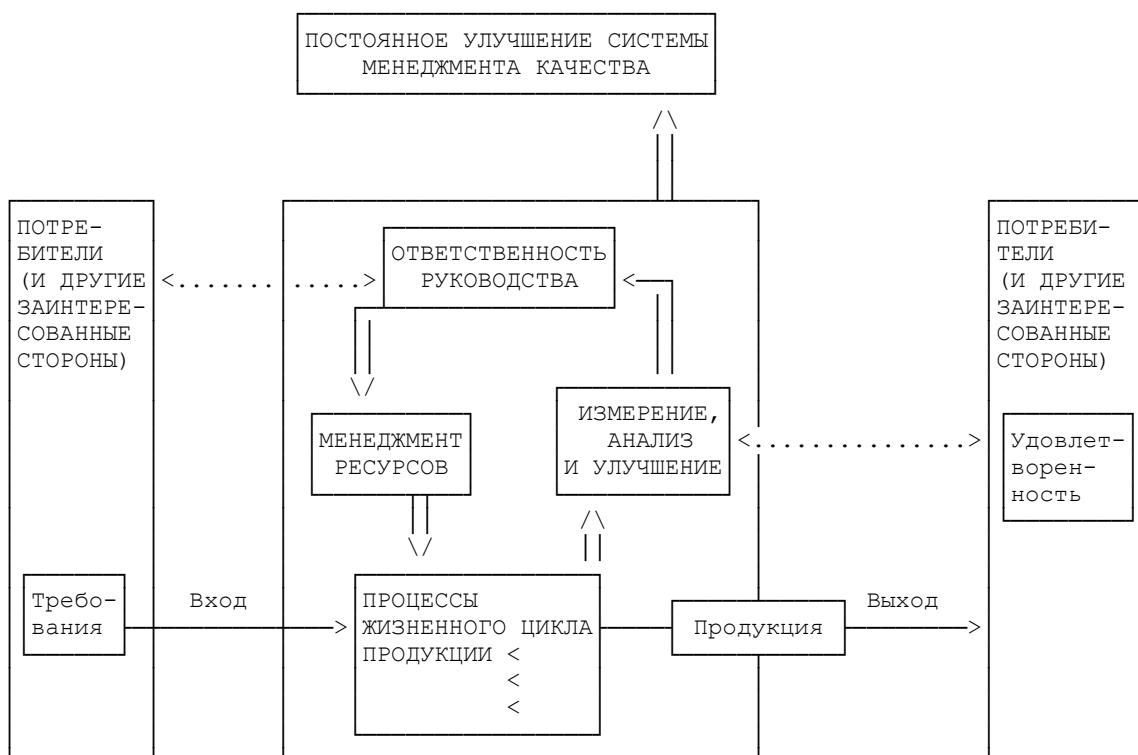 ПОСТОЯННОЕ УЛУЧШЕНИЕ СИСТЕМЫ
МЕНЕДЖМЕНТА КАЧЕСТВА
ПОТРЕ-
БИТЕЛИ
(И ДРУГИЕ
ЗАИНТЕРЕ-
СОВАННЫЕ
СТОРОНЫ)
ОТВЕТСТВЕННОСТЬ
РУКОВОДСТВА
ПОТРЕБИ-
ТЕЛИ
(И ДРУГИЕ
ЗАИНТЕРЕ-
СОВАННЫЕ
СТОРОНЫ)
МЕНЕДЖМЕНТ
РЕСУРСОВ
ИЗМЕРЕНИЕ,
АНАЛИЗ
И УЛУЧШЕНИЕ
Удовлет-
ворен-
ность
Требо-
вания
Вход
ПРОЦЕССЫ
ЖИЗНЕННОГО ЦИКЛА
ПРОДУКЦИИ <
<
<
Продукция
Выход